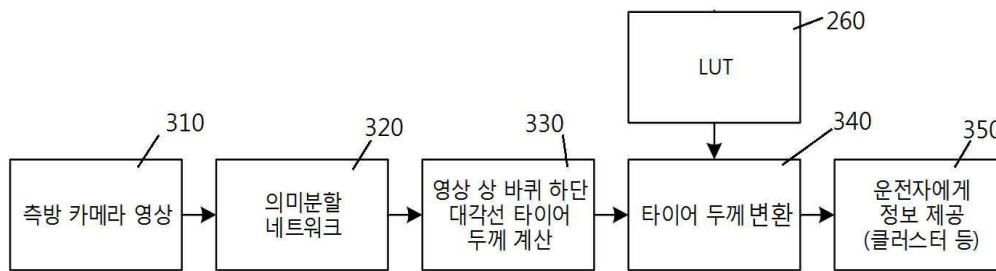 260
LUT
310
320
330
340
350
측방 카메라 영상
의미분할
네트워크
영상 상 바퀴 하단
대각선 타이어
두께 계산
타이어 두께 변환
운전자에게
정보 제공
(클러스터 등)